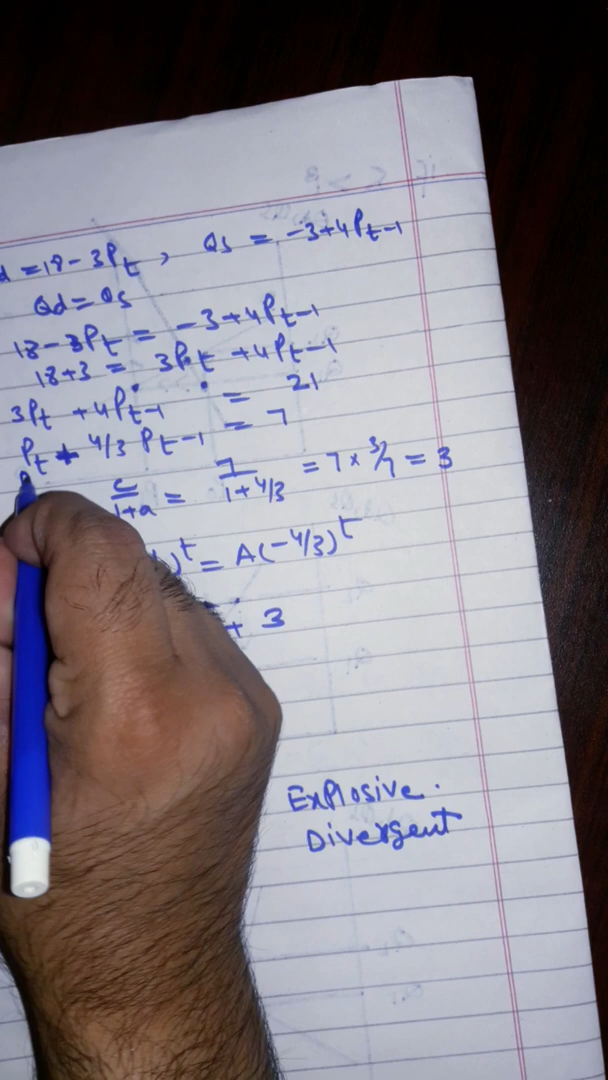 d = 18 - 3Pt , Qs = -3+4Pt-1
Qd = Qs
18 - 3Pt = -3+4Pt-1
18+3 = 3Pt +4Pt-1
3Pt +4Pt-1 = 21
Pt + 4/3 Pt-1 = 7
c/1+a = 7/1+4/3 = 7 × 3/7 = 3
)^t = A(-4/3)^t
+ 3
Explosive.
Divergent